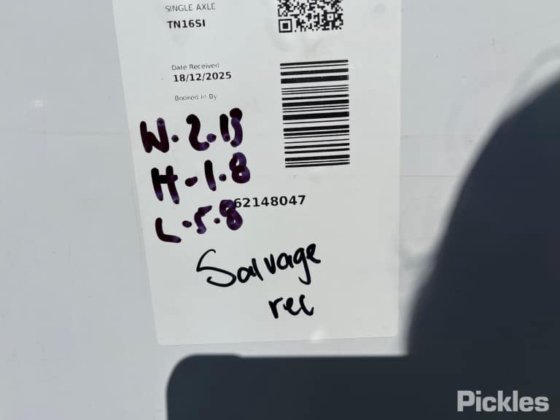 SINGLE AXLE
TN16SI
Date Received
18/12/2025
Booked In By
W-2.13
H-1.8
62148047
L-5.8
Salvage
rec
Pickles